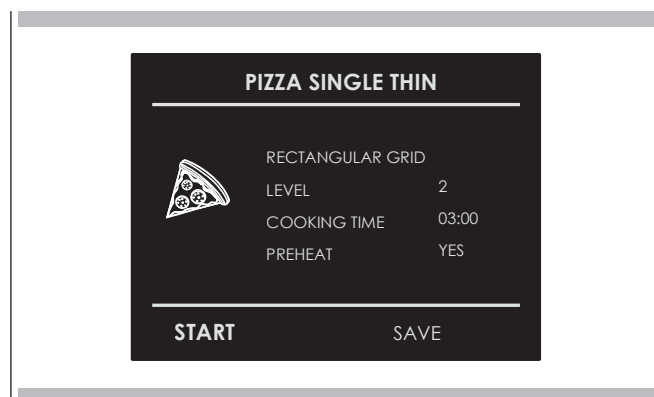 PIZZA SINGLE THIN
RECTANGULAR GRID
LEVEL 2
COOKING TIME 03:00
PREHEAT YES
START SAVE